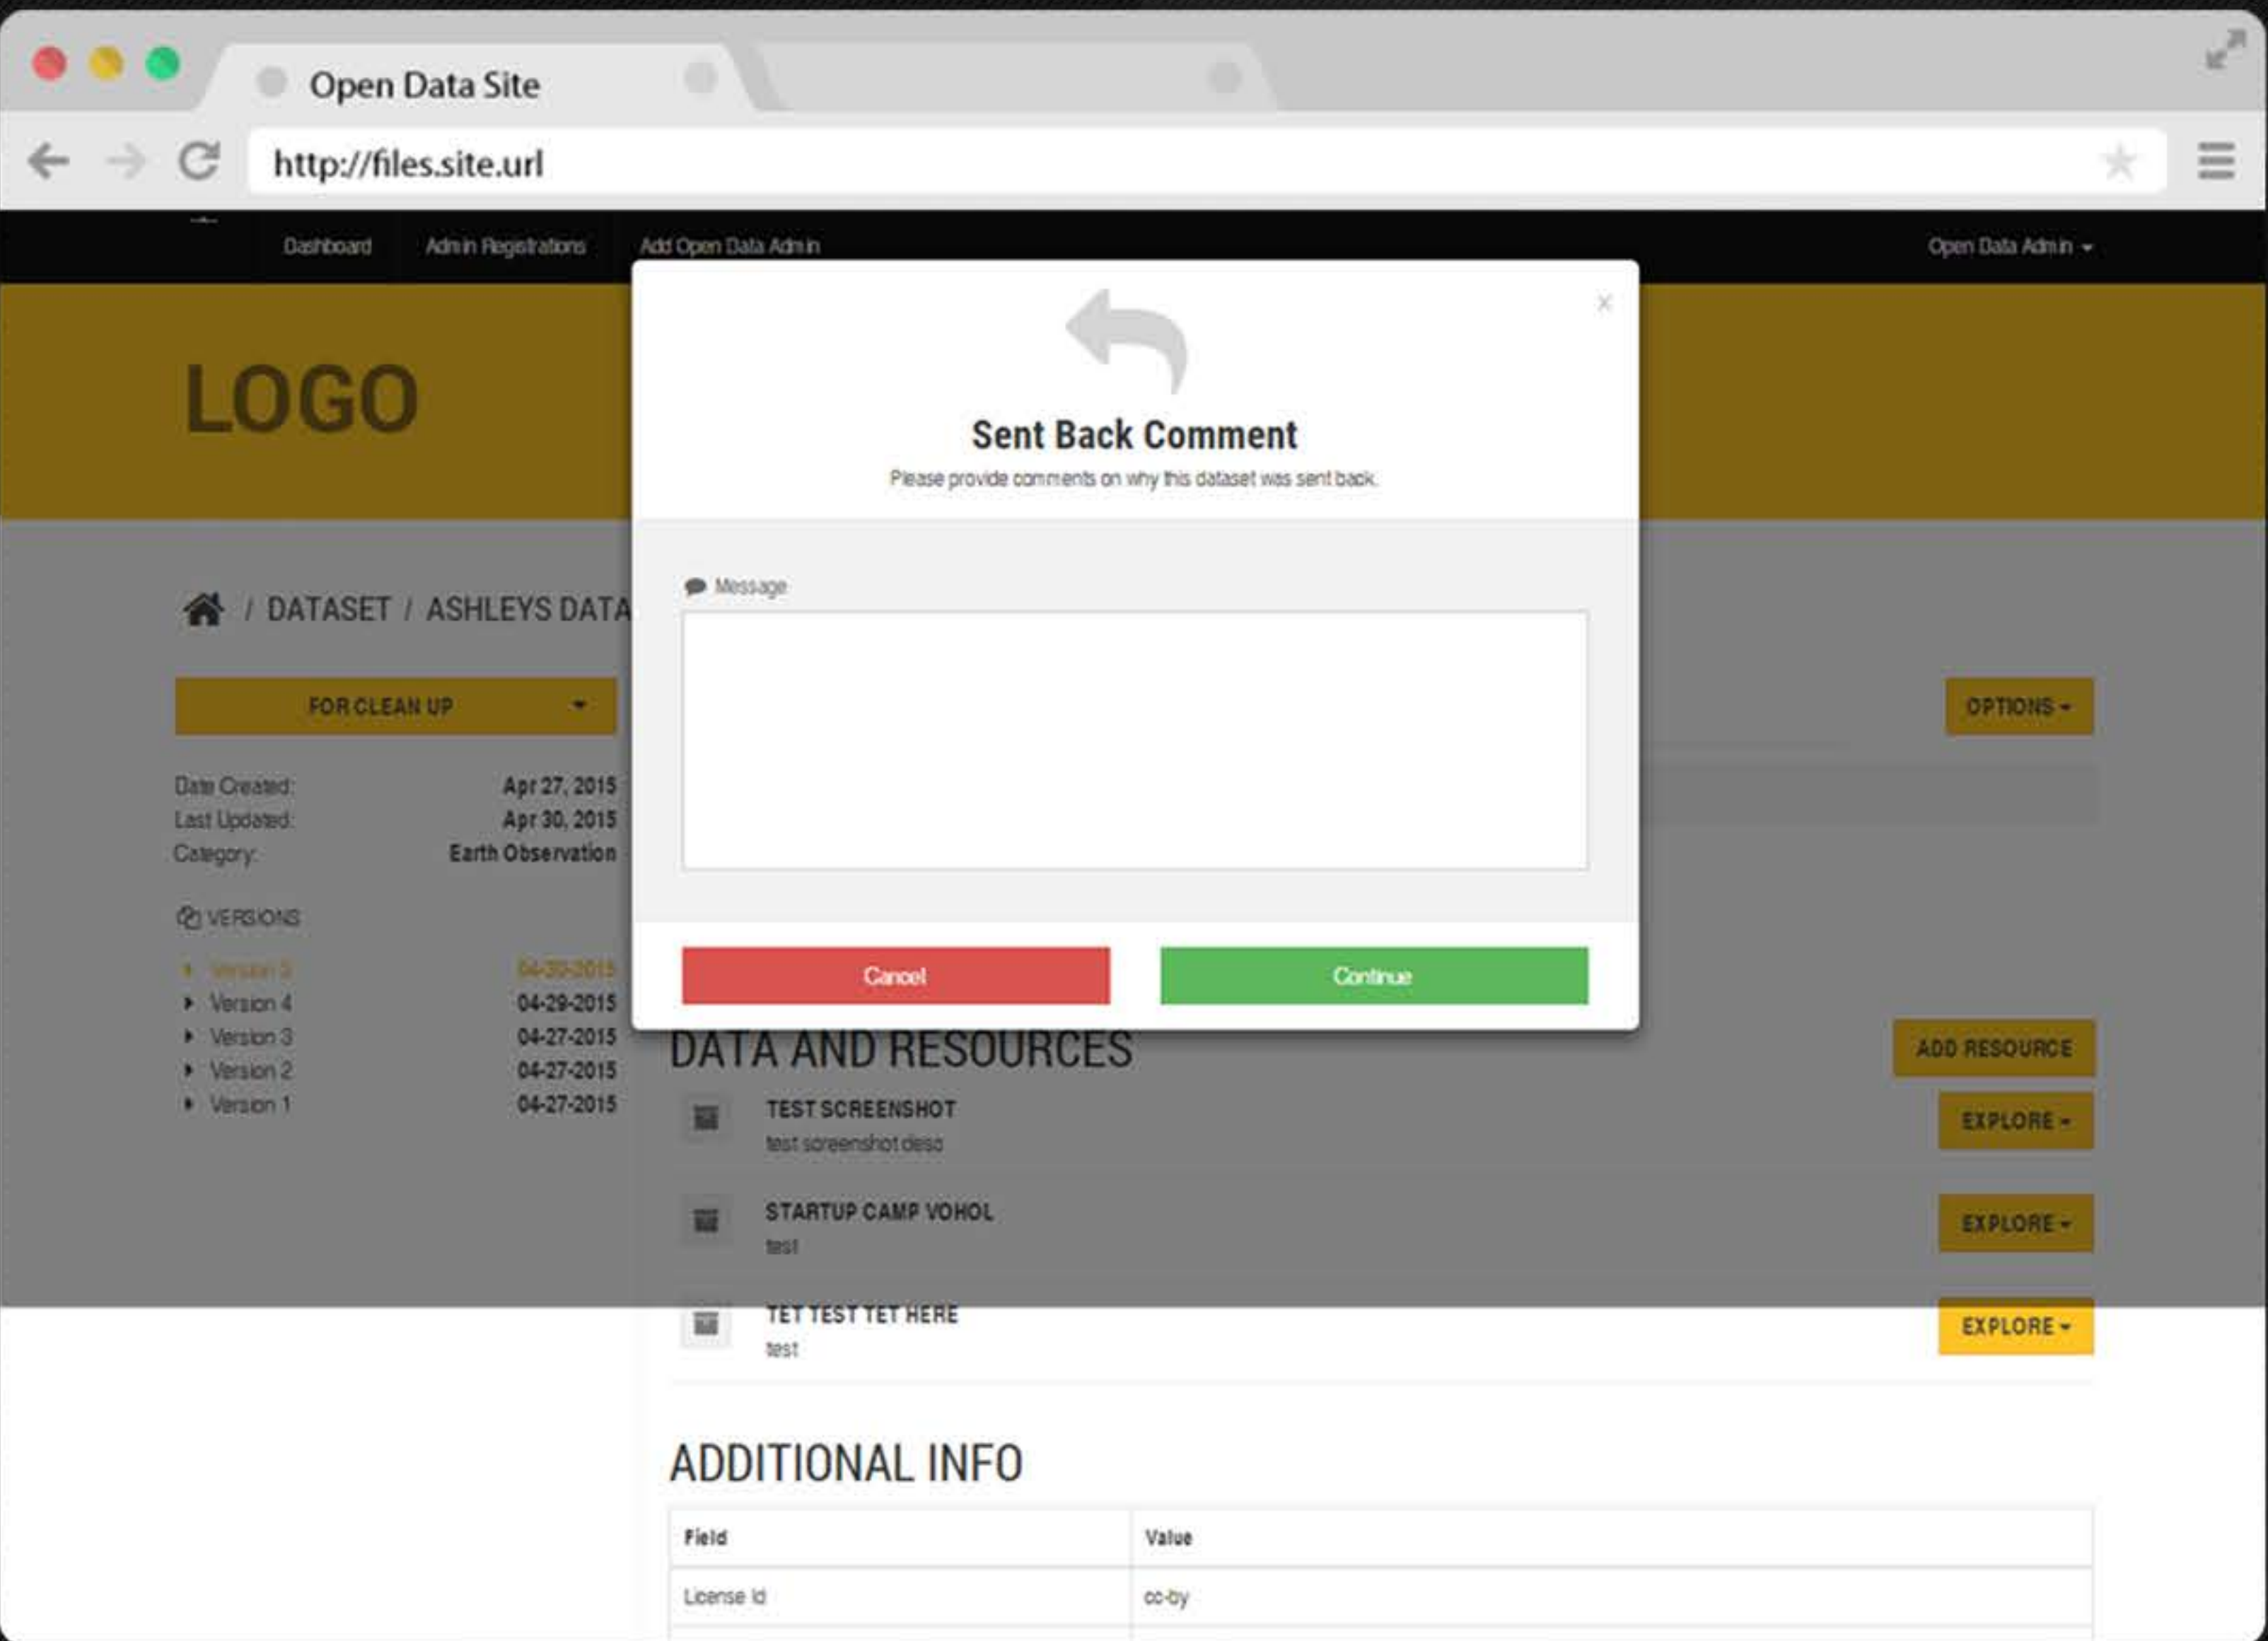 Open Data Site
http://files.site.url
Dashboard Admin Registrations Add Open Data Admin Open Data Admin
LOGO
Sent Back Comment
Please provide comments on why this dataset was sent back.
/ DATASET / ASHLEYS DATA
Message
FOR CLEAN UP
OPTIONS
Date Created: Apr 27, 2015
Last Updated: Apr 30, 2015
Category: Earth Observation
VERSIONS
Version 5 04-30-2015
Version 4 04-29-2015
Version 3 04-27-2015
Version 2 04-27-2015
Version 1 04-27-2015
Cancel Continue
DATA AND RESOURCES
ADD RESOURCE
TEST SCREENSHOT
test screenshot desc
EXPLORE
STARTUP CAMP VOHOL
test
EXPLORE
TET TEST TET HERE
test
EXPLORE
ADDITIONAL INFO
Field Value
License Id cc-by